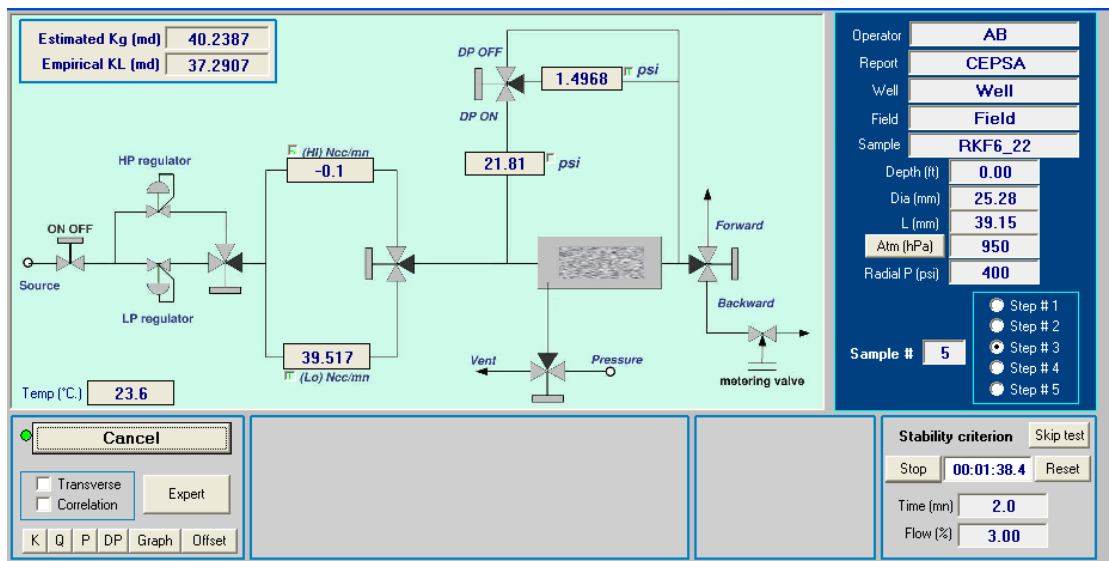 Estimated Kg (md) 40.2387
Empirical KL (md) 37.2907
DP OFF
1.4968 psi
DP ON
(HI) Ncc/mn
-0.1
21.81 psi
HP regulator
ON OFF
Source
LP regulator
Forward
Backward
39.517
(Lo) Ncc/mn
Vent
Pressure
metering valve
Temp (°C.) 23.6
Operator AB
Report CEPSA
Well Well
Field Field
Sample RKF6_22
Depth (ft) 0.00
Dia (mm) 25.28
L (mm) 39.15
Atm (hPa) 950
Radial P (psi) 400
Sample # 5
Step # 1
Step # 2
Step # 3
Step # 4
Step # 5
Cancel
Transverse
Correlation
Expert
K Q P DP Graph Offset
Stability criterion Skip test
Stop 00:01:38.4 Reset
Time (mn) 2.0
Flow (%) 3.00